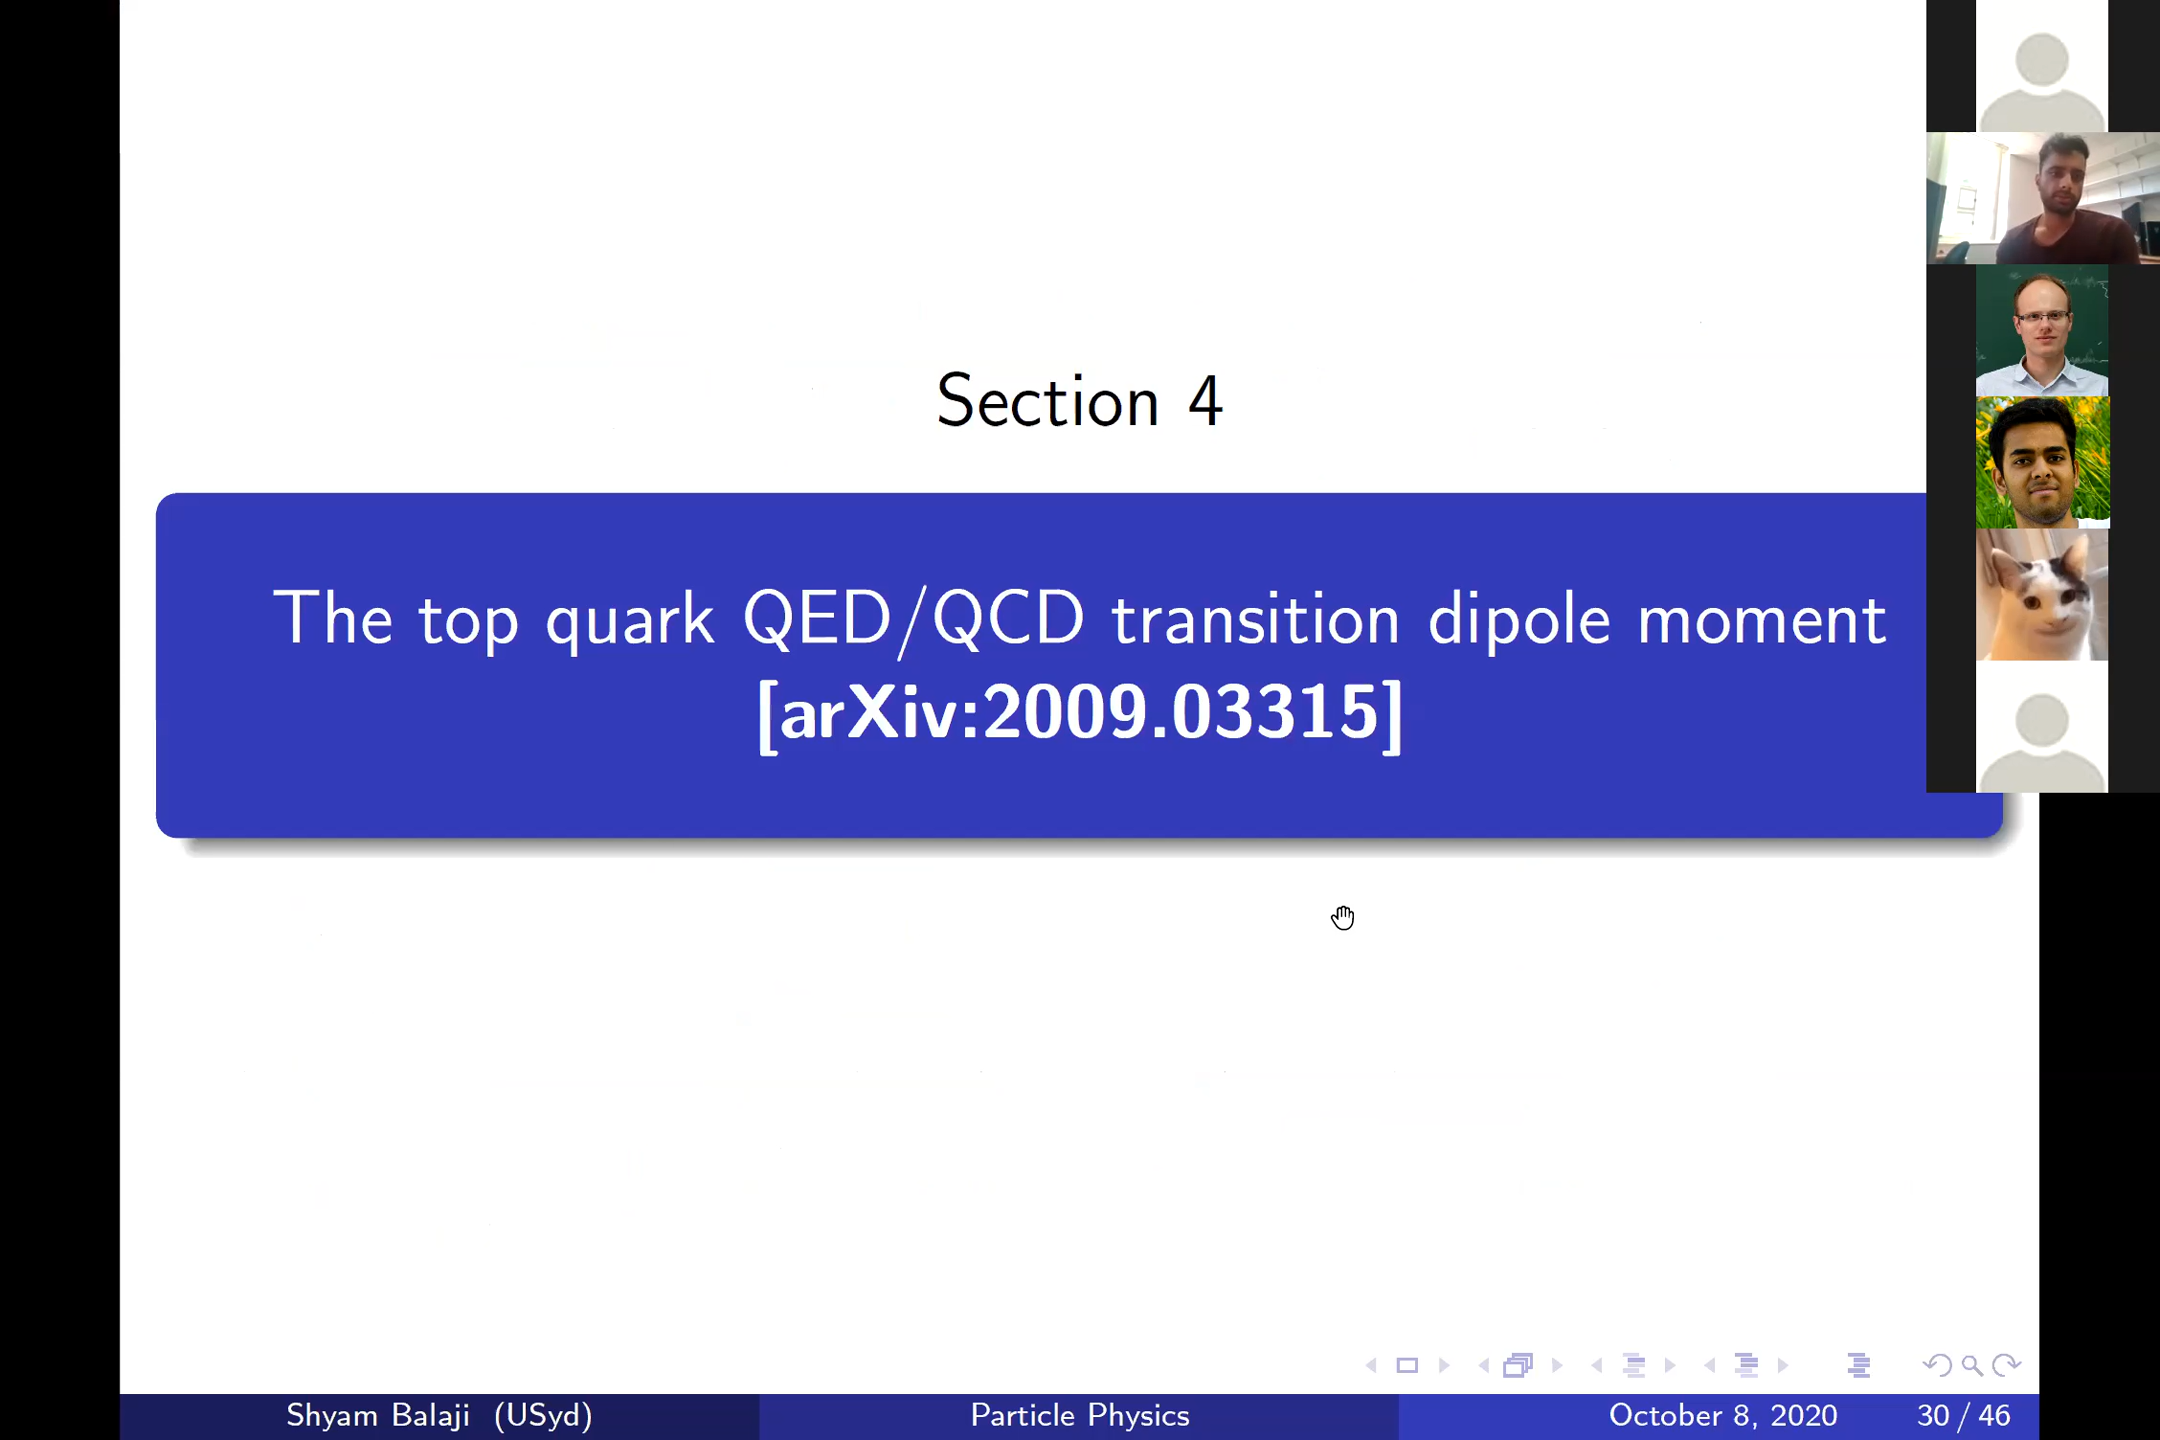 Section 4
The top quark QED/QCD transition dipole moment
[arXiv:2009.03315]
Shyam Balaji (USyd)
Particle Physics
October 8, 2020
30 / 46